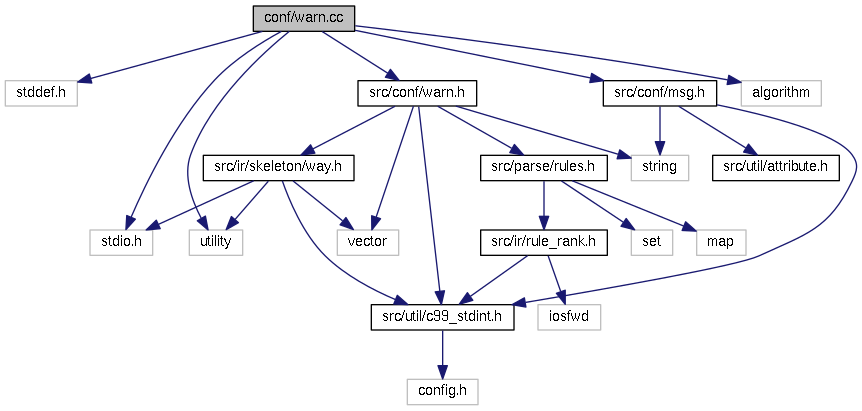 conf/warn.cc
stddef.h
src/conf/warn.h
src/conf/msg.h
algorithm
src/ir/skeleton/way.h
src/parse/rules.h
string
src/util/attribute.h
stdio.h
utility
vector
src/ir/rule_rank.h
set
map
src/util/c99_stdint.h
iosfwd
config.h